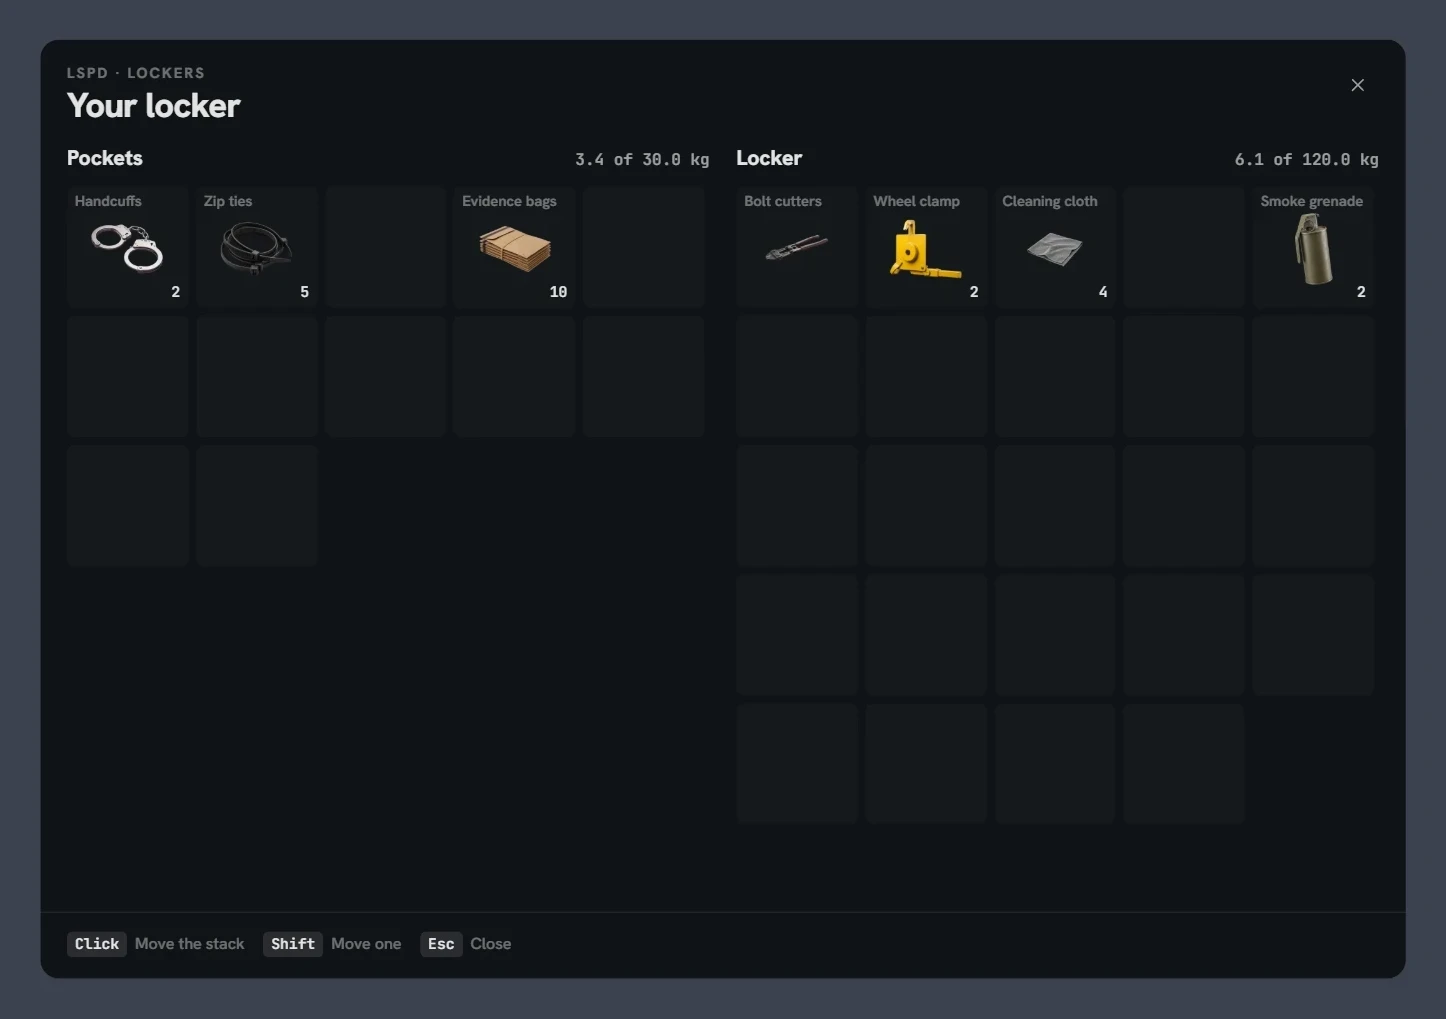 LSPD · LOCKERS
Your locker
Pockets
3.4 of 30.0 kg
Handcuffs
2
Zip ties
5
Evidence bags
10
Locker
6.1 of 120.0 kg
Bolt cutters
Wheel clamp
2
Cleaning cloth
4
Smoke grenade
2
Click Move the stack Shift Move one Esc Close